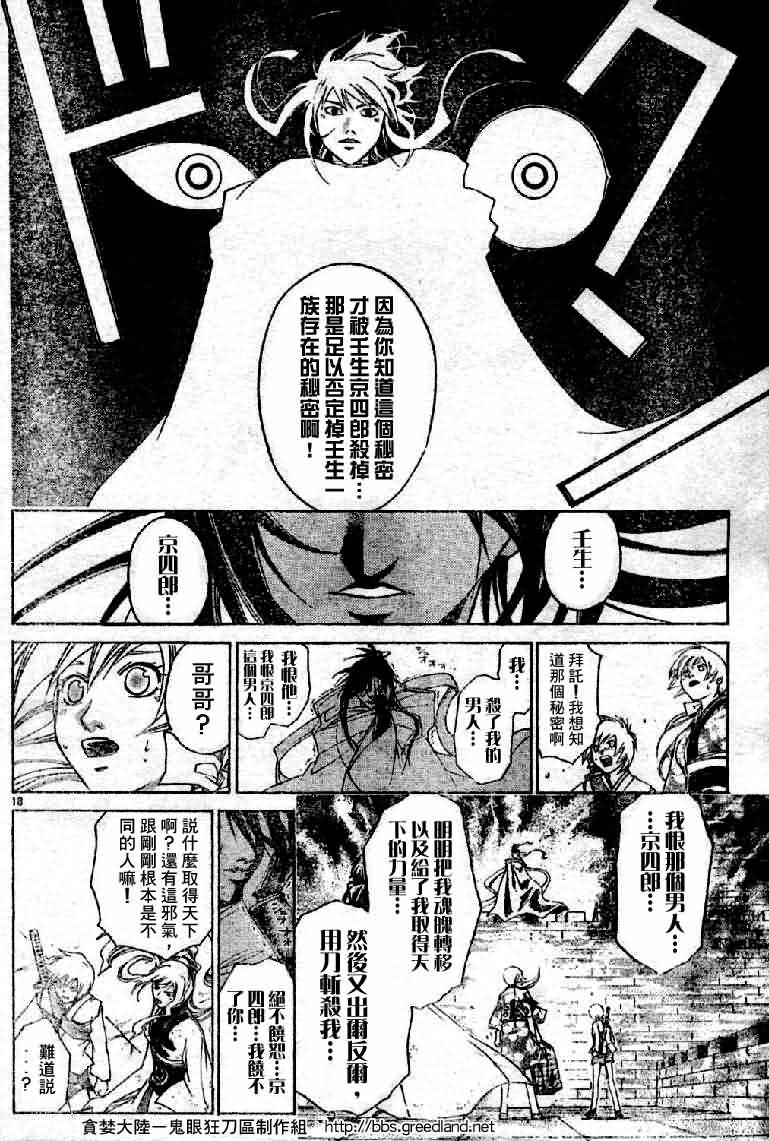 ドク
因為你知道這個秘密
才被壬生京四郎殺掉…
那是足以否定掉壬生一
族存在的秘密啊！
壬生…
京四郎…
拜託！我想知
道那個秘密啊
我…
殺了我的
男人…
我恨他…
我恨京四郎
這個男人…
哥哥？
18
我恨那個男人…
…京四郎…
明明把我魂魄轉移
以及給了我取得天
下的力量…
然後又出爾反爾，
用刀斬殺我…
絕不饒恕…京
四郎…我饒不
了你…
說什麼取得天下
啊？還有這邪氣，
跟剛剛根本是不
同的人嘛！
難道說
…？
貪婪大陸—鬼眼狂刀區制作組 http://bbs.greedland.net